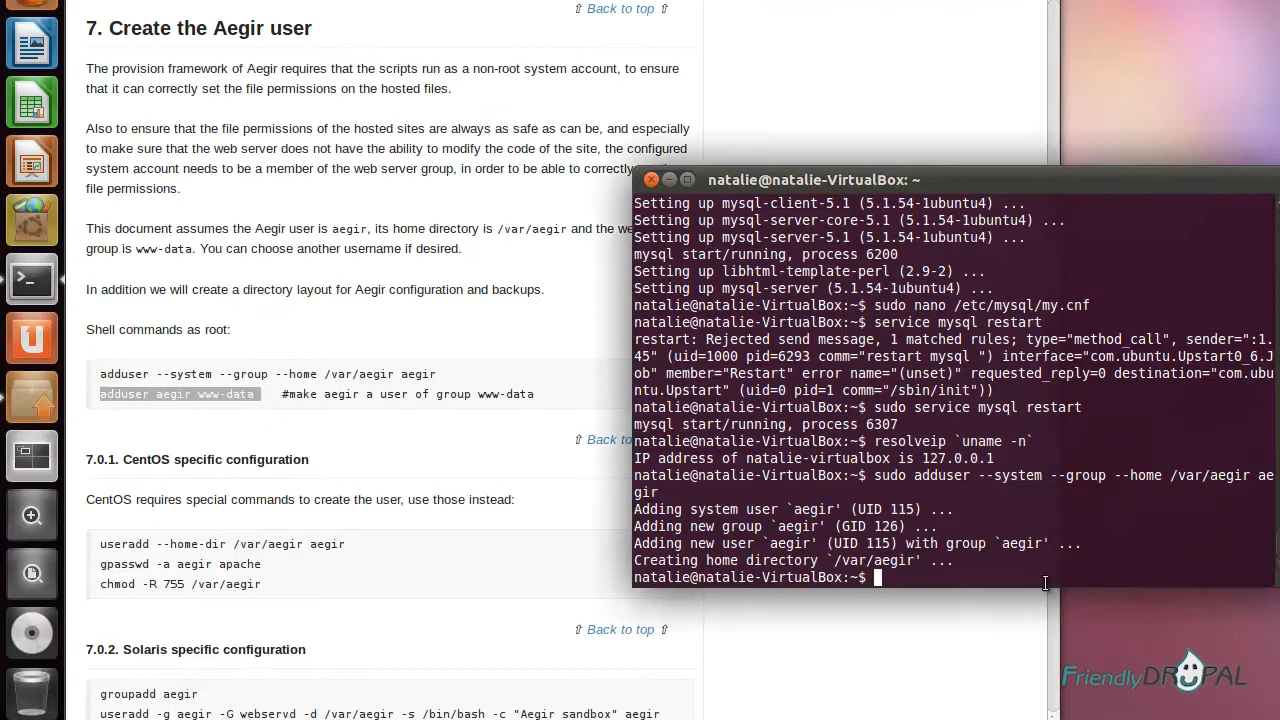 ⇧ Back to top ⇧
7. Create the Aegir user
The provision framework of Aegir requires that the scripts run as a non-root system account, to ensure
that it can correctly set the file permissions on the hosted files.
Also to ensure that the file permissions of the hosted sites are always as safe as can be, and especially
to make sure that the web server does not have the ability to modify the code of the site, the configured
system account needs to be a member of the web server group, in order to be able to correctly
file permissions.
This document assumes the Aegir user is aegir, its home directory is /var/aegir and the we
group is www-data. You can choose another username if desired.
In addition we will create a directory layout for Aegir configuration and backups.
Shell commands as root:
adduser --system --group --home /var/aegir aegir
adduser aegir www-data #make aegir a user of group www-data
⇧ Back to
7.0.1. CentOS specific configuration
CentOS requires special commands to create the user, use those instead:
useradd --home-dir /var/aegir aegir
gpasswd -a aegir apache
chmod -R 755 /var/aegir
⇧ Back to top ⇧
7.0.2. Solaris specific configuration
groupadd aegir
useradd -g aegir -G webservd -d /var/aegir -s /bin/bash -c "Aegir sandbox" aegir
natalie@natalie-VirtualBox: ~
Setting up mysql-client-5.1 (5.1.54-1ubuntu4) ...
Setting up mysql-server-core-5.1 (5.1.54-1ubuntu4) ...
Setting up mysql-server-5.1 (5.1.54-1ubuntu4) ...
mysql start/running, process 6200
Setting up libhtml-template-perl (2.9-2) ...
Setting up mysql-server (5.1.54-1ubuntu4) ...
natalie@natalie-VirtualBox:~$ sudo nano /etc/mysql/my.cnf
natalie@natalie-VirtualBox:~$ service mysql restart
restart: Rejected send message, 1 matched rules; type="method_call", sender=":1.
45" (uid=1000 pid=6293 comm="restart mysql ") interface="com.ubuntu.Upstart0_6.J
ob" member="Restart" error name="(unset)" requested_reply=0 destination="com.ubu
ntu.Upstart" (uid=0 pid=1 comm="/sbin/init"))
natalie@natalie-VirtualBox:~$ sudo service mysql restart
mysql start/running, process 6307
natalie@natalie-VirtualBox:~$ resolveip `uname -n`
IP address of natalie-virtualbox is 127.0.0.1
natalie@natalie-VirtualBox:~$ sudo adduser --system --group --home /var/aegir ae
gir
Adding system user `aegir' (UID 115) ...
Adding new group `aegir' (GID 126) ...
Adding new user `aegir' (UID 115) with group `aegir' ...
Creating home directory `/var/aegir' ...
natalie@natalie-VirtualBox:~$
FriendlyDRUPAL